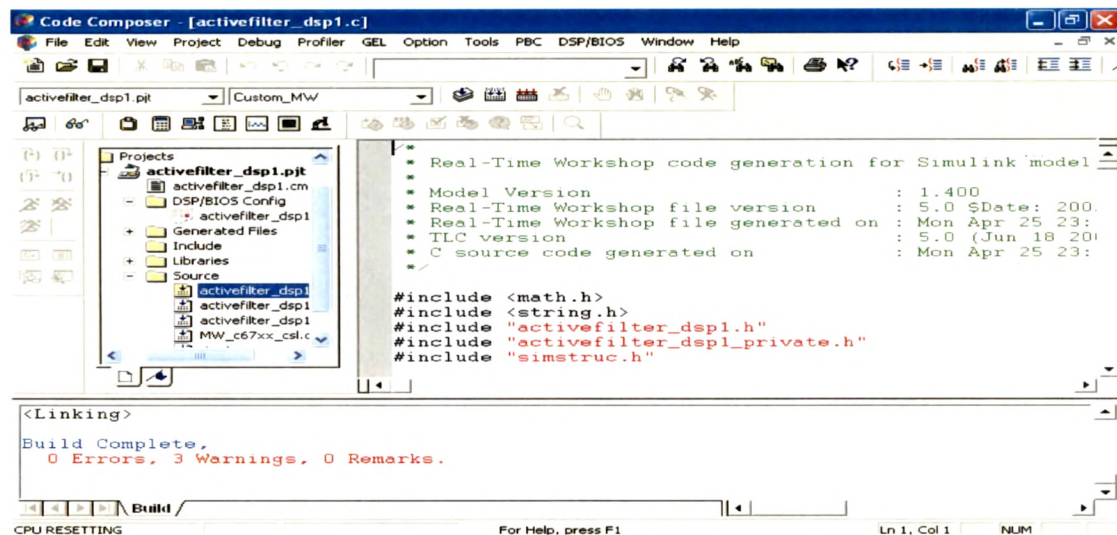 Code Composer - [activefilter_dsp1.c]
File Edit View Project Debug Profiler GEL Option Tools PBC DSP/BIOS Window Help
activefilter_dsp1.pjt Custom_MW
Projects
activefilter_dsp1.pjt
activefilter_dsp1.cm
DSP/BIOS Config
activefilter_dsp1
Generated Files
Include
Libraries
Source
activefilter_dsp1
activefilter_dsp1
activefilter_dsp1
MW_c67xx_csl.c
/*
* Real-Time Workshop code generation for Simulink model
*
* Model Version : 1.400
* Real-Time Workshop file version : 5.0 $Date: 200
* Real-Time Workshop file generated on : Mon Apr 25 23:
* TLC version : 5.0 (Jun 18 20
* C source code generated on : Mon Apr 25 23:
*/
#include <math.h>
#include <string.h>
#include "activefilter_dsp1.h"
#include "activefilter_dsp1_private.h"
#include "simstruc.h"
<Linking>
Build Complete,
0 Errors, 3 Warnings, 0 Remarks.
Build
CPU RESETTING For Help, press F1 Ln 1, Col 1 NUM